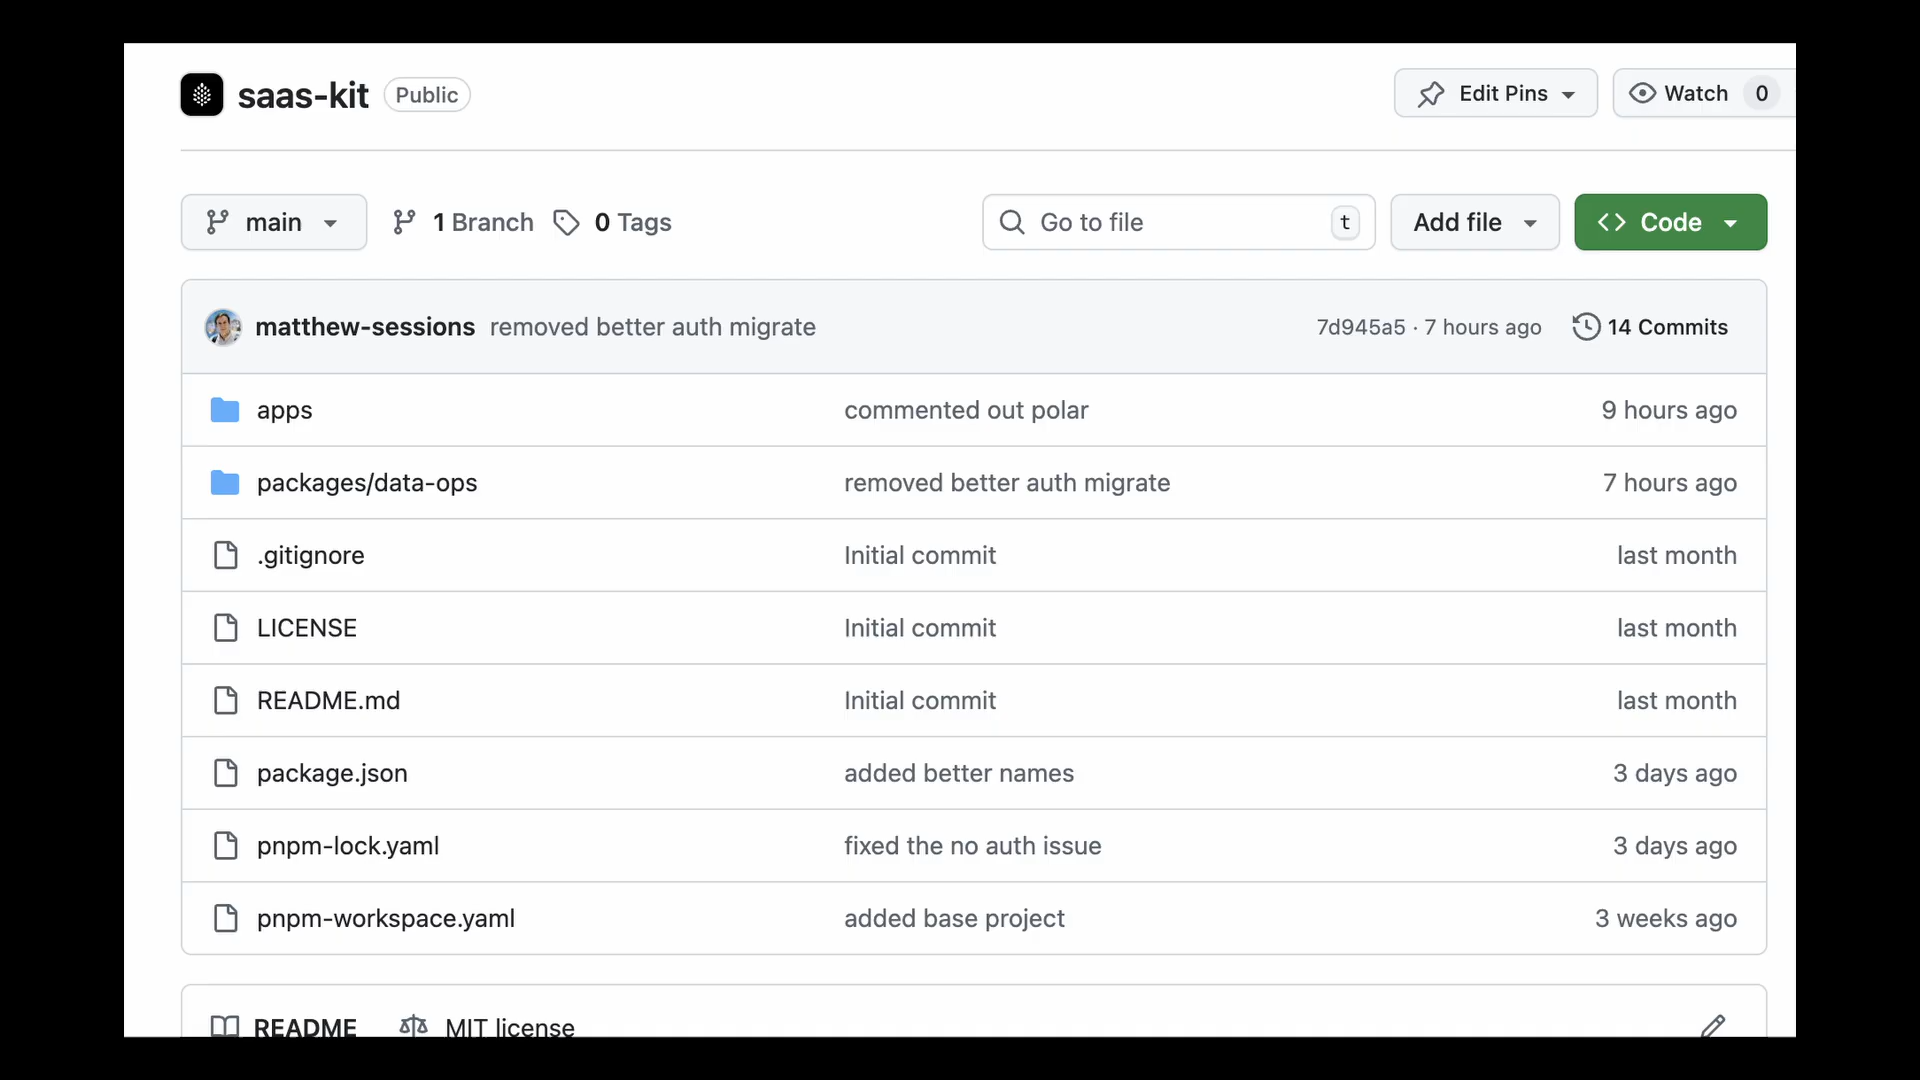 saas-kit Public Edit Pins Watch 0
main 1 Branch 0 Tags Go to file t Add file Code
matthew-sessions removed better auth migrate 7d945a5 · 7 hours ago 14 Commits
apps commented out polar 9 hours ago
packages/data-ops removed better auth migrate 7 hours ago
.gitignore Initial commit last month
LICENSE Initial commit last month
README.md Initial commit last month
package.json added better names 3 days ago
pnpm-lock.yaml fixed the no auth issue 3 days ago
pnpm-workspace.yaml added base project 3 weeks ago
README MIT license